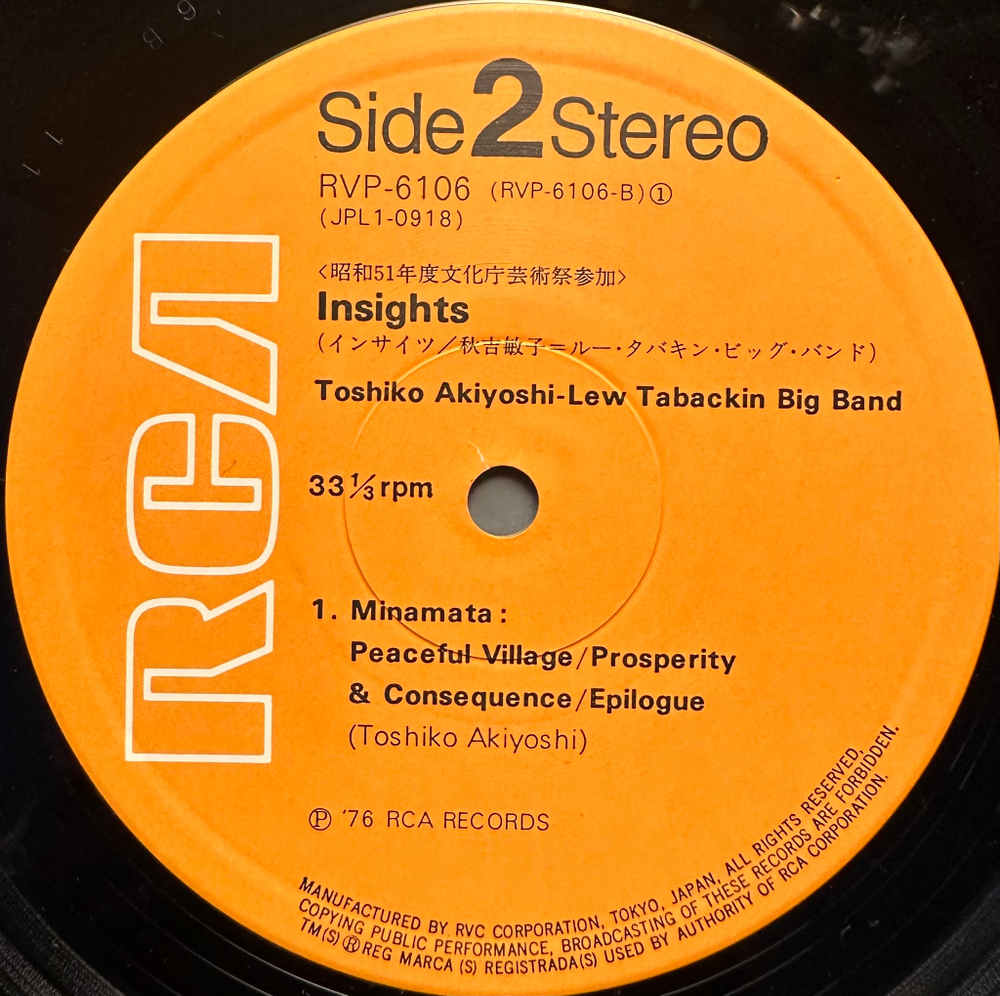 Side 2 Stereo
RVP-6106 (RVP-6106-B)①
(JPL1-0918)
〈昭和51年度文化庁芸術祭参加〉
Insights
(インサイツ／秋吉敏子=ルー・タバキン・ビッグ・バンド)
Toshiko Akiyoshi-Lew Tabackin Big Band
33 1/3 rpm
RCA
1. Minamata:
Peaceful Village/Prosperity
& Consequence/Epilogue
(Toshiko Akiyoshi)
Ⓟ '76 RCA RECORDS
MANUFACTURED BY RVC CORPORATION, TOKYO, JAPAN, ALL RIGHTS RESERVED,
COPYING PUBLIC PERFORMANCE, BROADCASTING OF THESE RECORDS ARE FORBIDDEN.
TM(S) ® REG MARCA (S) REGISTRADA(S) USED BY AUTHORITY OF RCA CORPORATION.